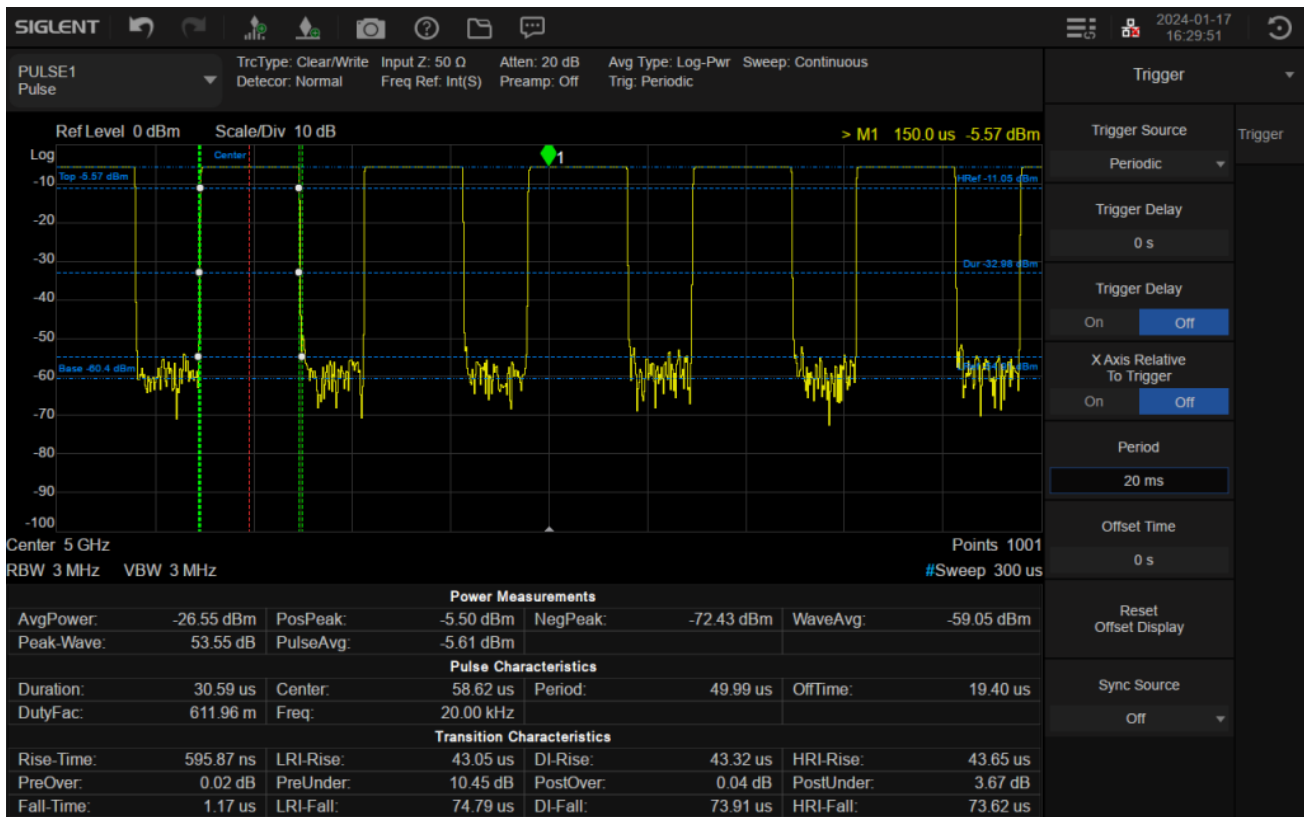 SIGLENT
2024-01-17
16:29:51
PULSE1
Pulse
TrcType: Clear/Write Input Z: 50 Ω Atten: 20 dB Avg Type: Log-Pwr Sweep: Continuous
Detecor: Normal Freq Ref: Int(S) Preamp: Off Trig: Periodic
Ref Level 0 dBm Scale/Div 10 dB > M1 150.0 us -5.57 dBm
Log
Center
1
Top -5.57 dBm
HRef -11.05 dBm
-10
-20
-30
Dur -32.98 dBm
-40
-50
Base -60.4 dBm
-60
-70
-80
-90
-100
Center 5 GHz Points 1001
RBW 3 MHz VBW 3 MHz #Sweep 300 us
Power Measurements
AvgPower: -26.55 dBm PosPeak: -5.50 dBm NegPeak: -72.43 dBm WaveAvg: -59.05 dBm
Peak-Wave: 53.55 dB PulseAvg: -5.61 dBm
Pulse Characteristics
Duration: 30.59 us Center: 58.62 us Period: 49.99 us OffTime: 19.40 us
DutyFac: 611.96 m Freq: 20.00 kHz
Transition Characteristics
Rise-Time: 595.87 ns LRI-Rise: 43.05 us DI-Rise: 43.32 us HRI-Rise: 43.65 us
PreOver: 0.02 dB PreUnder: 10.45 dB PostOver: 0.04 dB PostUnder: 3.67 dB
Fall-Time: 1.17 us LRI-Fall: 74.79 us DI-Fall: 73.91 us HRI-Fall: 73.62 us
Trigger
Trigger
Trigger Source
Periodic
Trigger Delay
0 s
Trigger Delay
On Off
X Axis Relative
To Trigger
On Off
Period
20 ms
Offset Time
0 s
Reset
Offset Display
Sync Source
Off